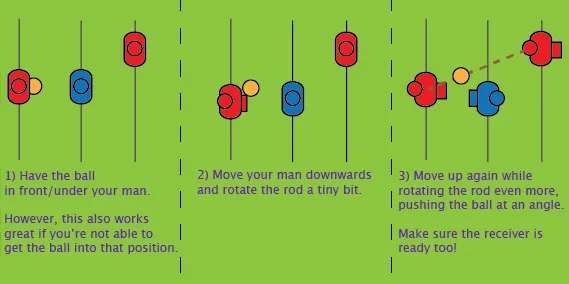 1) Have the ball
in front/under your man.
However, this also works
great if you're not able to
get the ball into that position.
2) Move your man downwards
and rotate the rod a tiny bit.
3) Move up again while
rotating the rod even more,
pushing the ball at an angle.
Make sure the receiver is
ready too!